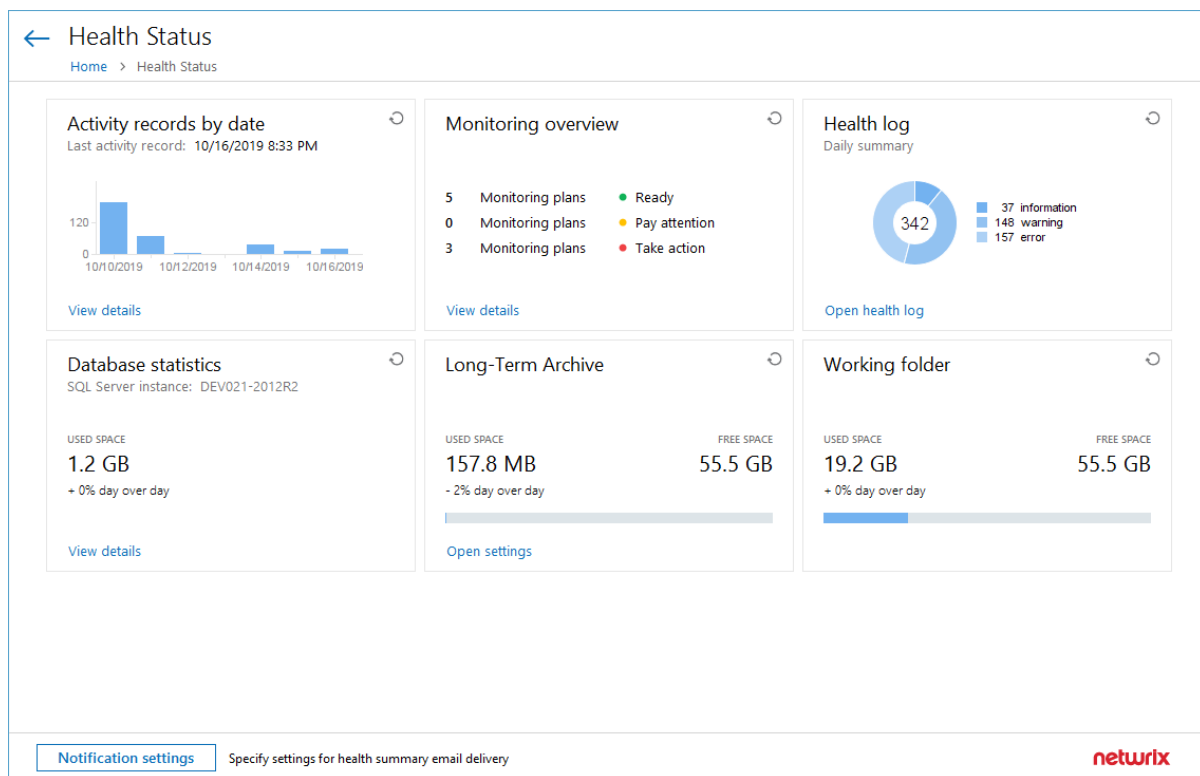 Health Status
Home > Health Status
Activity records by date
Last activity record: 10/16/2019 8:33 PM
120
0
10/10/2019 10/12/2019 10/14/2019 10/16/2019
View details
Monitoring overview
5 Monitoring plans Ready
0 Monitoring plans Pay attention
3 Monitoring plans Take action
View details
Health log
Daily summary
342
37 information
148 warning
157 error
Open health log
Database statistics
SQL Server instance: DEV021-2012R2
USED SPACE
1.2 GB
+ 0% day over day
View details
Long-Term Archive
USED SPACE FREE SPACE
157.8 MB 55.5 GB
- 2% day over day
Open settings
Working folder
USED SPACE FREE SPACE
19.2 GB 55.5 GB
+ 0% day over day
Notification settings Specify settings for health summary email delivery
netwrix